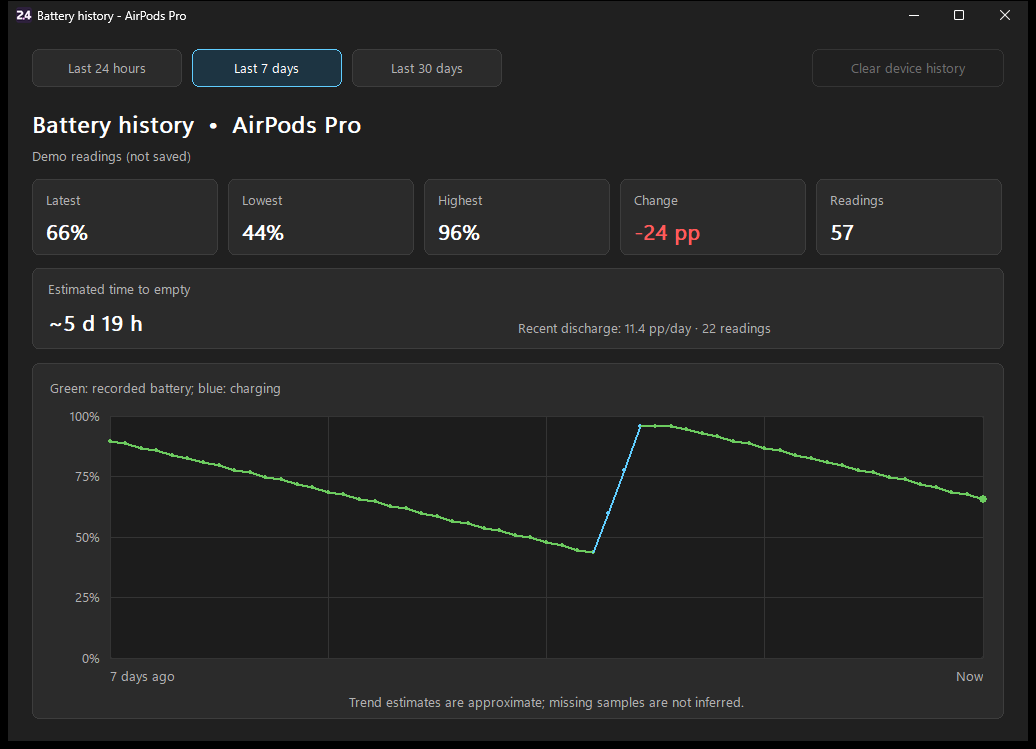 24 Battery history - AirPods Pro
Last 24 hours
Last 7 days
Last 30 days
Clear device history
Battery history • AirPods Pro
Demo readings (not saved)
Latest
66%
Lowest
44%
Highest
96%
Change
-24 pp
Readings
57
Estimated time to empty
~5 d 19 h
Recent discharge: 11.4 pp/day · 22 readings
Green: recorded battery; blue: charging
100%
75%
50%
25%
0%
7 days ago
Now
Trend estimates are approximate; missing samples are not inferred.